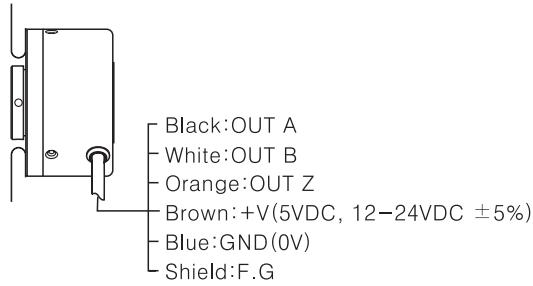 Black:OUT A
White:OUT B
Orange:OUT Z
Brown:+V(5VDC, 12-24VDC ±5%)
Blue:GND(0V)
Shield:F.G